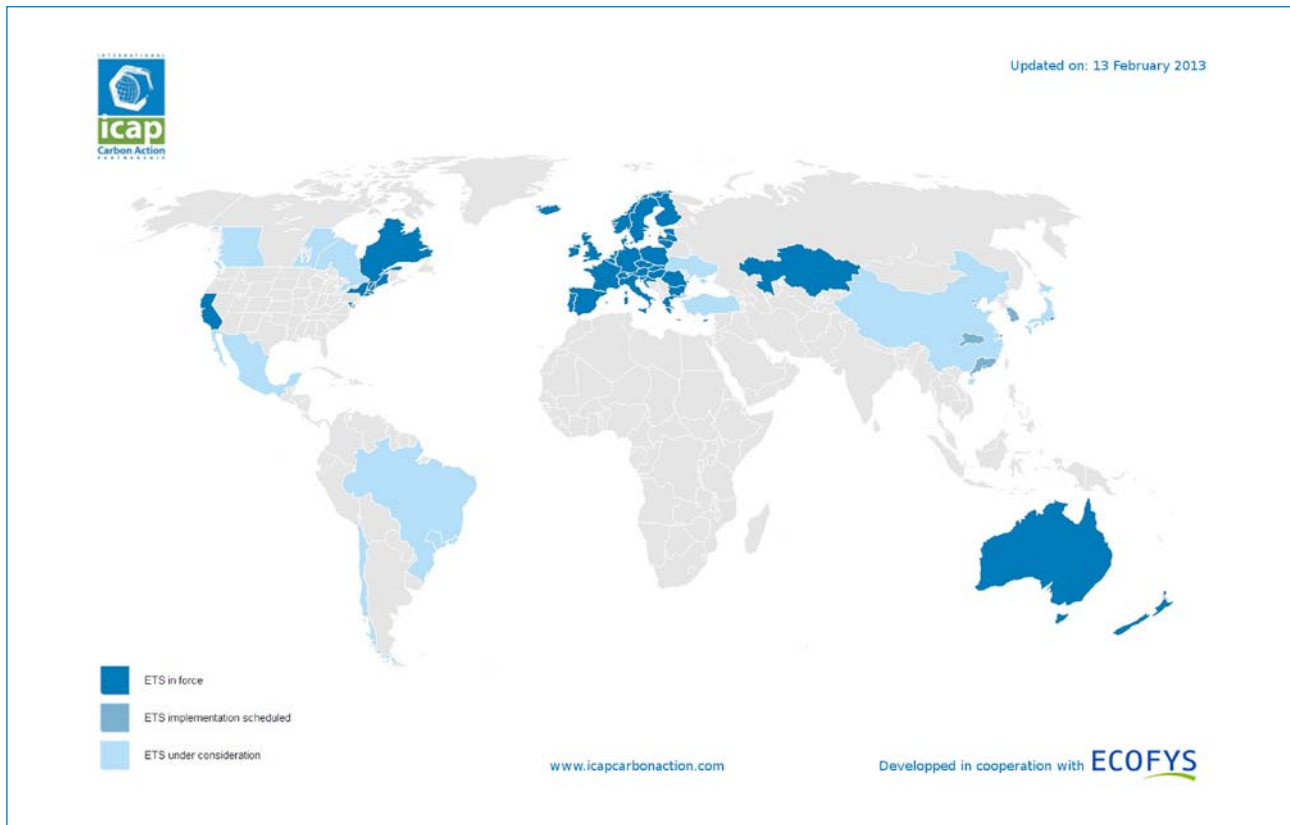 INTERNATIONAL
icap
Carbon Action
PARTNERSHIP
Updated on: 13 February 2013
ETS in force
ETS implementation scheduled
ETS under consideration
www.icapcarbonaction.com
Developped in cooperation with ECOFYS